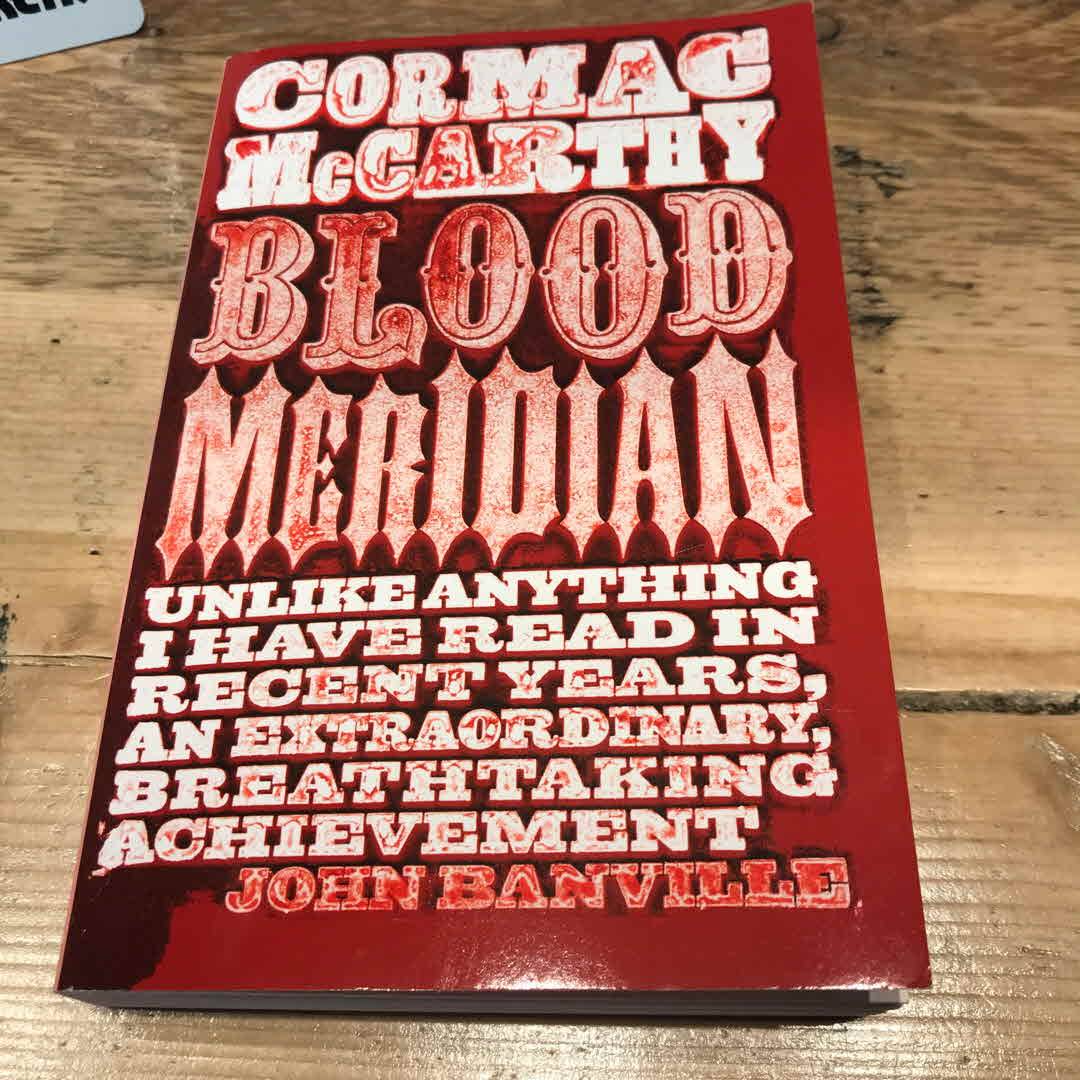 CORMAC
McCARTHY
BLOOD
MERIDIAN
UNLIKE ANYTHING
I HAVE READ IN
RECENT YEARS,
AN EXTRAORDINARY,
BREATHTAKING
ACHIEVEMENT
JOHN BANVILLE